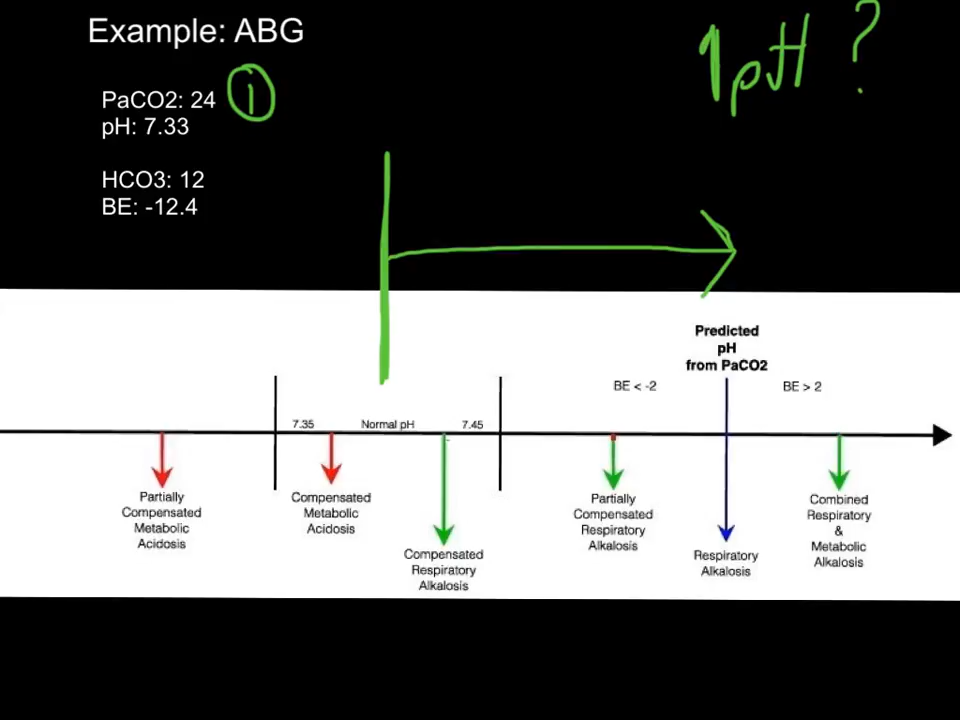 Example: ABG
1pH ?
PaCO2: 24 1
pH: 7.33
HCO3: 12
BE: -12.4
Predicted
pH
from PaCO2
BE < -2
BE > 2
7.35
Normal pH
7.45
Partially
Compensated
Metabolic
Acidosis
Compensated
Metabolic
Acidosis
Compensated
Respiratory
Alkalosis
Partially
Compensated
Respiratory
Alkalosis
Respiratory
Alkalosis
Combined
Respiratory
&
Metabolic
Alkalosis